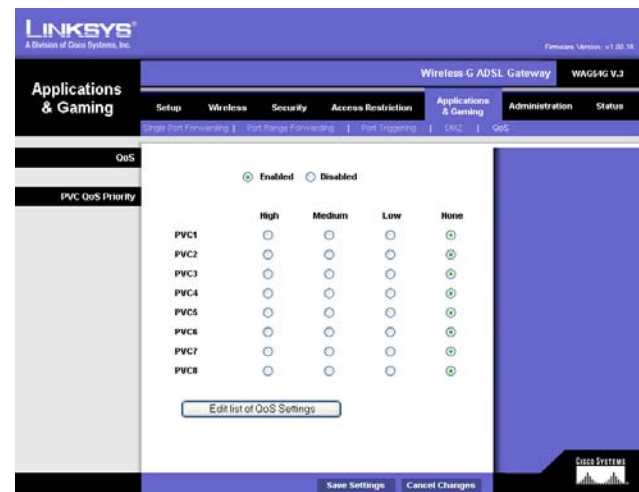 LINKSYS®
A Division of Cisco Systems, Inc.
Firmware Version: v1.00.18
Wireless-G ADSL Gateway WAG54G V.3
Applications & Gaming
Setup Wireless Security Access Restriction Applications & Gaming Administration Status
Single Port Forwarding | Port Range Forwarding | Port Triggering | DMZ | QoS
QoS
Enabled Disabled
PVC QoS Priority
High Medium Low None
PVC1
PVC2
PVC3
PVC4
PVC5
PVC6
PVC7
PVC8
Edit list of QoS Settings
CISCO SYSTEMS
Save Settings Cancel Changes